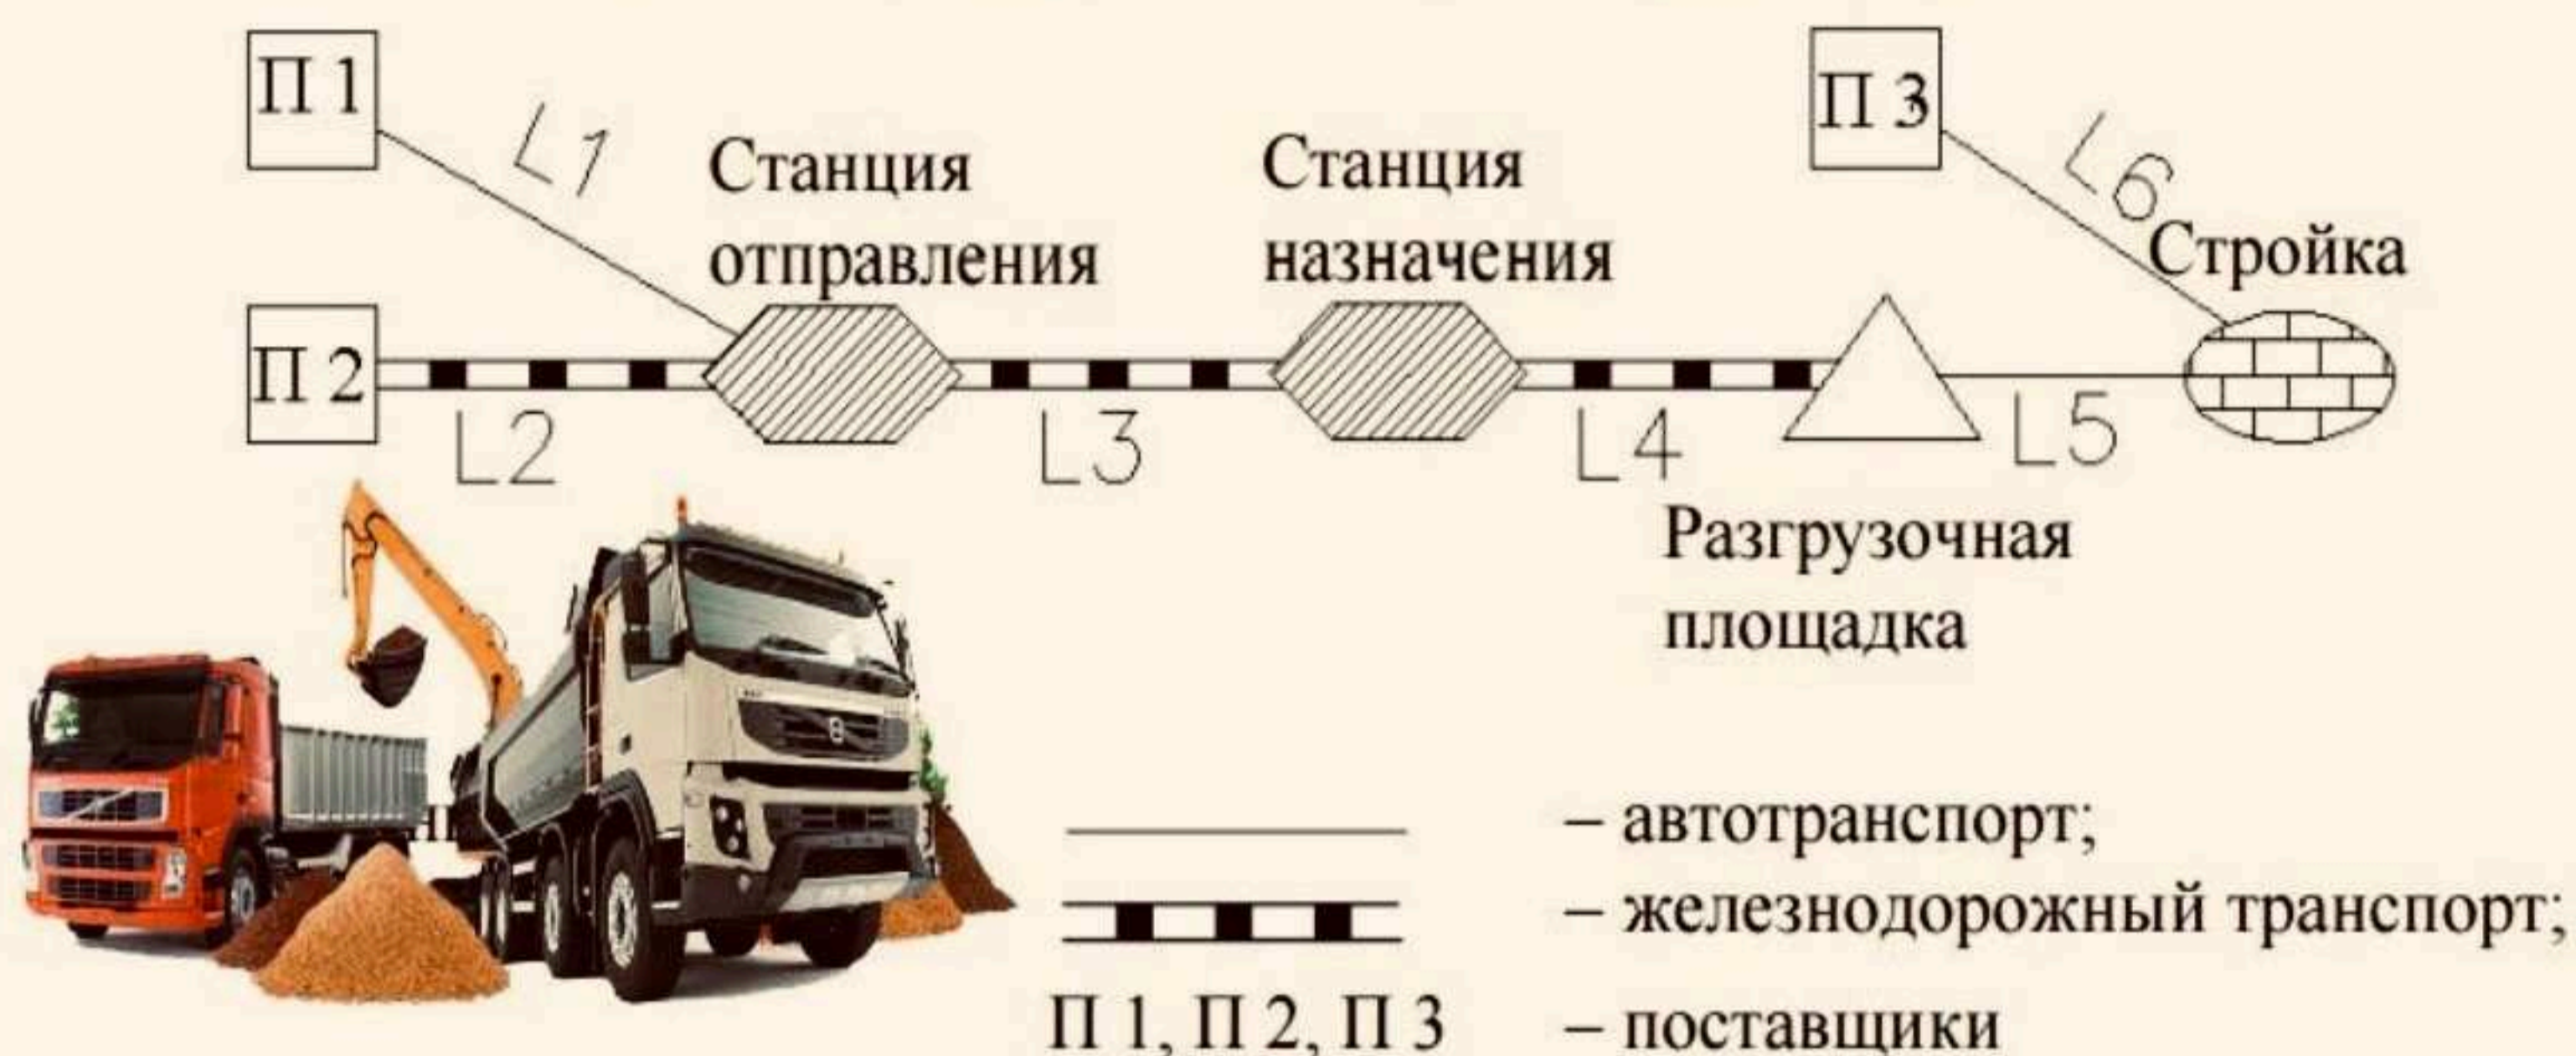 П 1
L1
Станция
отправления
Станция
назначения
П 3
L6
Стройка
П 2
L2
L3
L4
L5
Разгрузочная
площадка
– автотранспорт;
– железнодорожный транспорт;
П 1, П 2, П 3 – поставщики